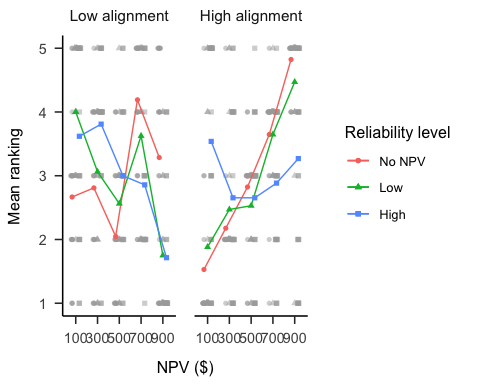 Low alignment
High alignment
5
4
3
2
1
Mean ranking
100 300 500 700 900
100 300 500 700 900
NPV ($)
Reliability level
No NPV
Low
High